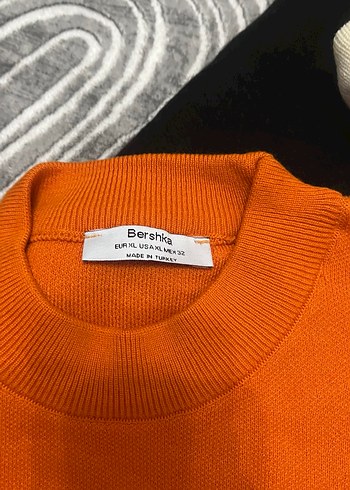 Bershka
EUR XL USA XL MEX 32
MADE IN TURKEY